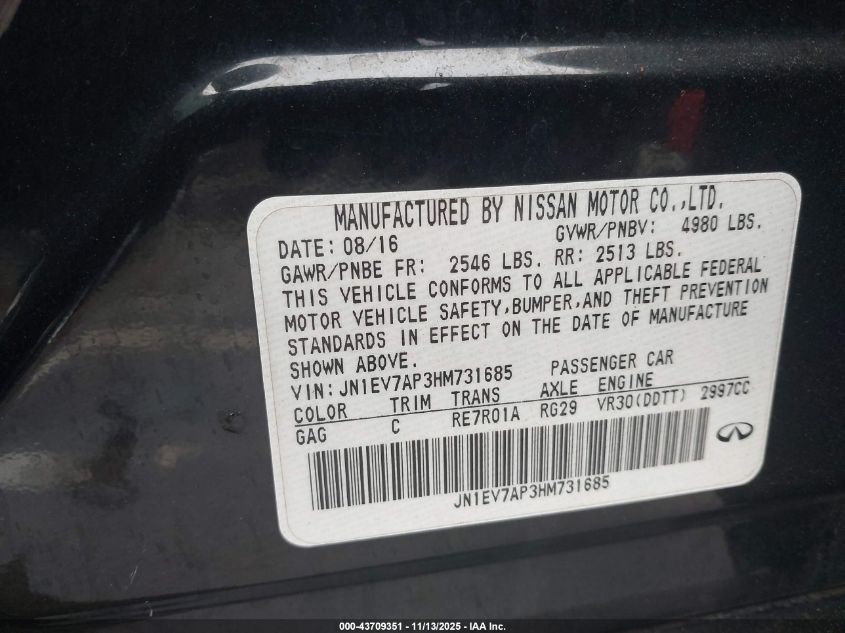 MANUFACTURED BY NISSAN MOTOR CO.,LTD.
DATE: 08/16 GVWR/PNBV: 4980 LBS.
GAWR/PNBE FR: 2546 LBS. RR: 2513 LBS.
THIS VEHICLE CONFORMS TO ALL APPLICABLE FEDERAL
MOTOR VEHICLE SAFETY,BUMPER,AND THEFT PREVENTION
STANDARDS IN EFFECT ON THE DATE OF MANUFACTURE
SHOWN ABOVE.
VIN: JN1EV7AP3HM731685 PASSENGER CAR
COLOR TRIM TRANS AXLE ENGINE
GAG C RE7R01A RG29 VR30(DDTT) 2997CC
JN1EV7AP3HM731685
000-43709351 | 11/13/2025 | IAA Inc.